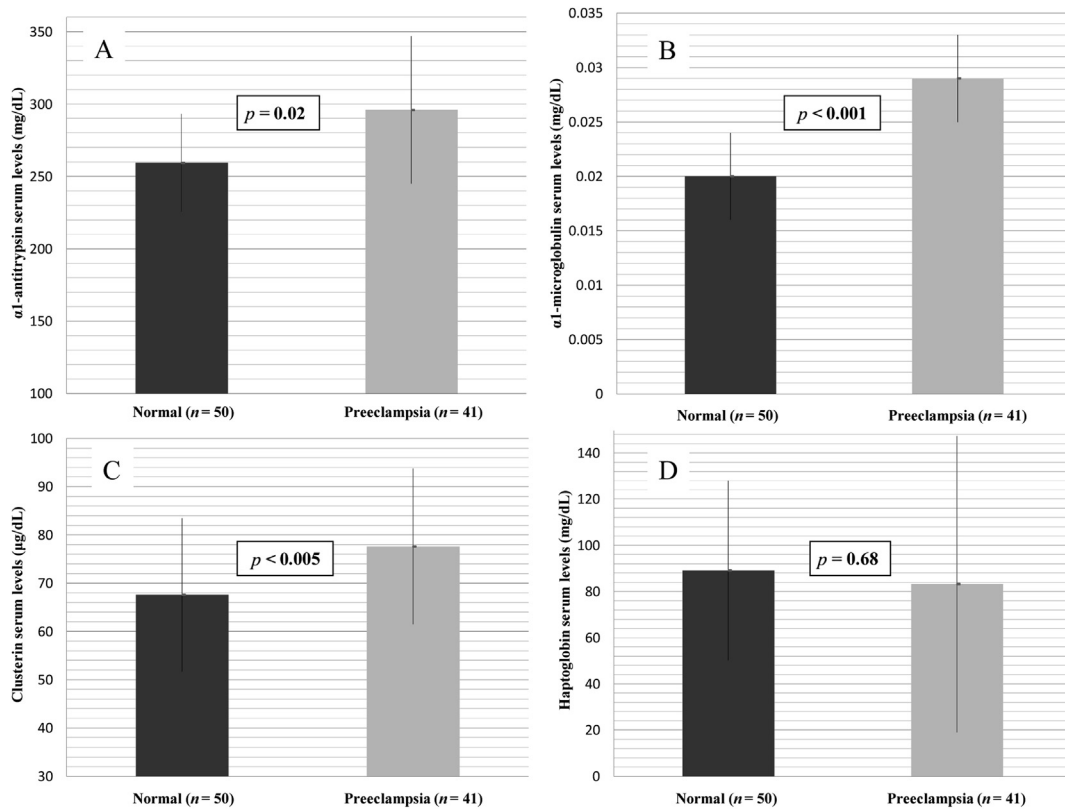 A
α1-antitrypsin serum levels (mg/dL)
350
300
250
200
150
100
p = 0.02
Normal (n = 50)
Preeclampsia (n = 41)
B
α1-microglobulin serum levels (mg/dL)
0.035
0.03
0.025
0.02
0.015
0.01
0.005
0
p < 0.001
Normal (n = 50)
Preeclampsia (n = 41)
C
Clusterin serum levels (µg/dL)
100
90
80
70
60
50
40
30
p < 0.005
Normal (n = 50)
Preeclampsia (n = 41)
D
Haptoglobin serum levels (mg/dL)
140
120
100
80
60
40
20
0
p = 0.68
Normal (n = 50)
Preeclampsia (n = 41)